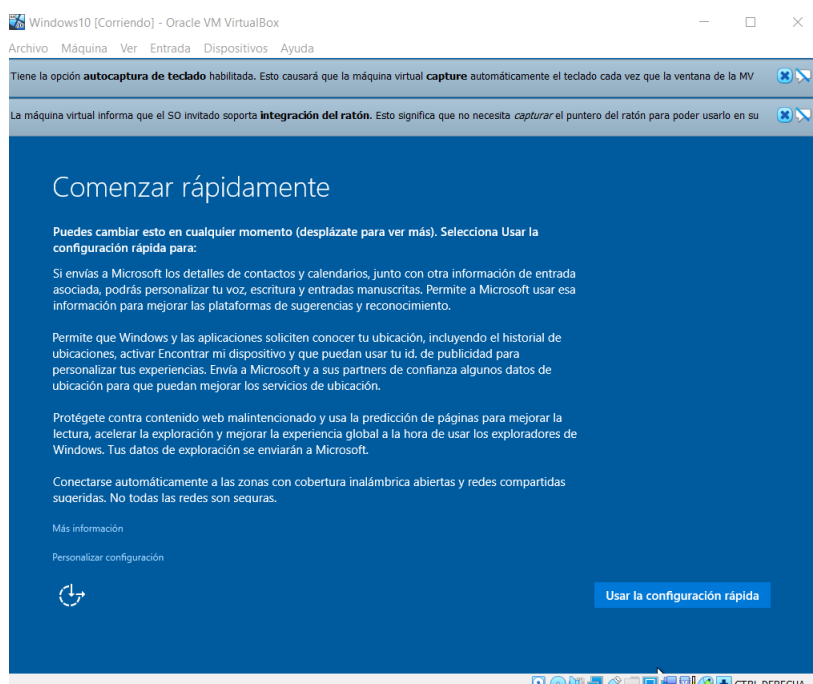 Windows10 [Corriendo] - Oracle VM VirtualBox
Archivo Máquina Ver Entrada Dispositivos Ayuda
Tiene la opción autocaptura de teclado habilitada. Esto causará que la máquina virtual capture automáticamente el teclado cada vez que la ventana de la MV
La máquina virtual informa que el SO invitado soporta integración del ratón. Esto significa que no necesita capturar el puntero del ratón para poder usarlo en su
Comenzar rápidamente
Puedes cambiar esto en cualquier momento (desplázate para ver más). Selecciona Usar la
configuración rápida para:
Si envías a Microsoft los detalles de contactos y calendarios, junto con otra información de entrada
asociada, podrás personalizar tu voz, escritura y entradas manuscritas. Permite a Microsoft usar esa
información para mejorar las plataformas de sugerencias y reconocimiento.
Permite que Windows y las aplicaciones soliciten conocer tu ubicación, incluyendo el historial de
ubicaciones, activar Encontrar mi dispositivo y que puedan usar tu id. de publicidad para
personalizar tus experiencias. Envía a Microsoft y a sus partners de confianza algunos datos de
ubicación para que puedan mejorar los servicios de ubicación.
Protégete contra contenido web malintencionado y usa la predicción de páginas para mejorar la
lectura, acelerar la exploración y mejorar la experiencia global a la hora de usar los exploradores de
Windows. Tus datos de exploración se enviarán a Microsoft.
Conectarse automáticamente a las zonas con cobertura inalámbrica abiertas y redes compartidas
sugeridas. No todas las redes son seguras.
Más información
Personalizar configuración
Usar la configuración rápida
CTRL DERECHA